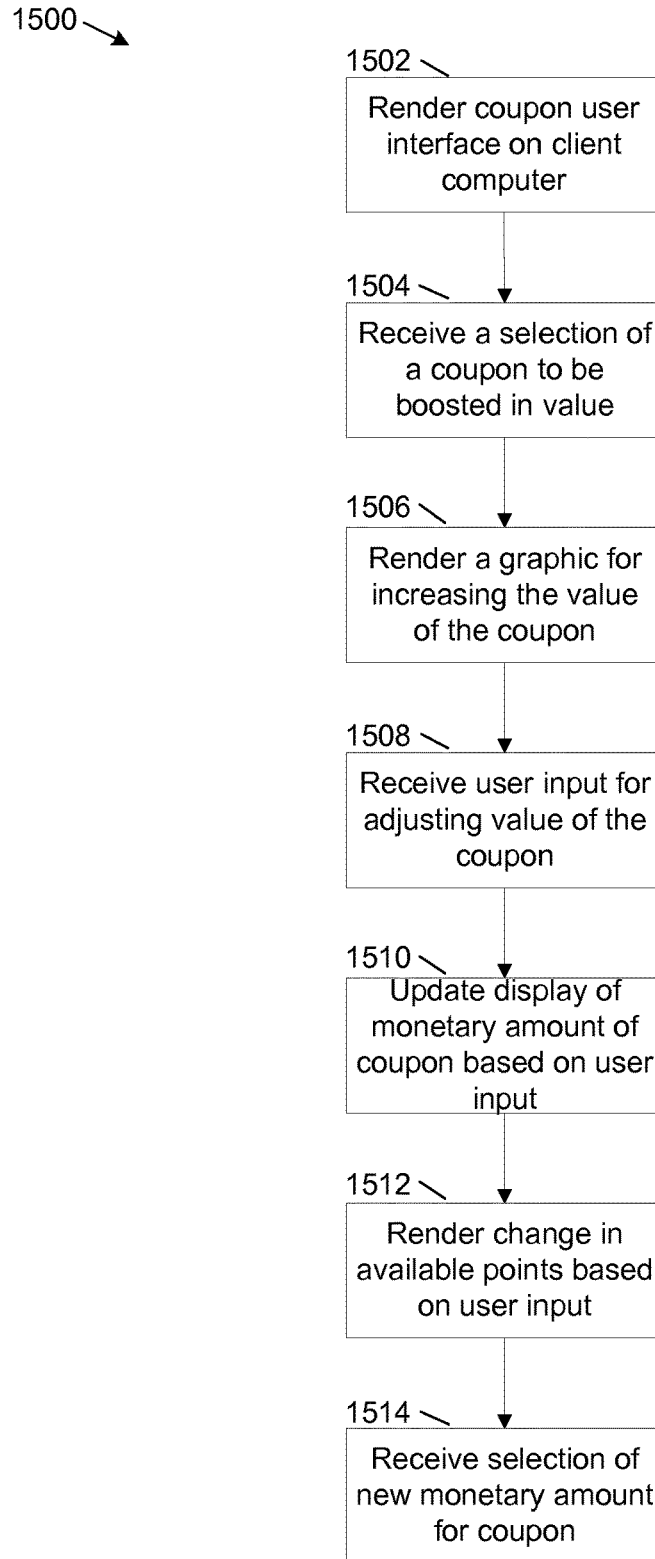 1500
1502
Render coupon user
interface on client
computer
1504
Receive a selection of
a coupon to be
boosted in value
1506
Render a graphic for
increasing the value
of the coupon
1508
Receive user input for
adjusting value of the
coupon
1510
Update display of
monetary amount of
coupon based on user
input
1512
Render change in
available points based
on user input
1514
Receive selection of
new monetary amount
for coupon